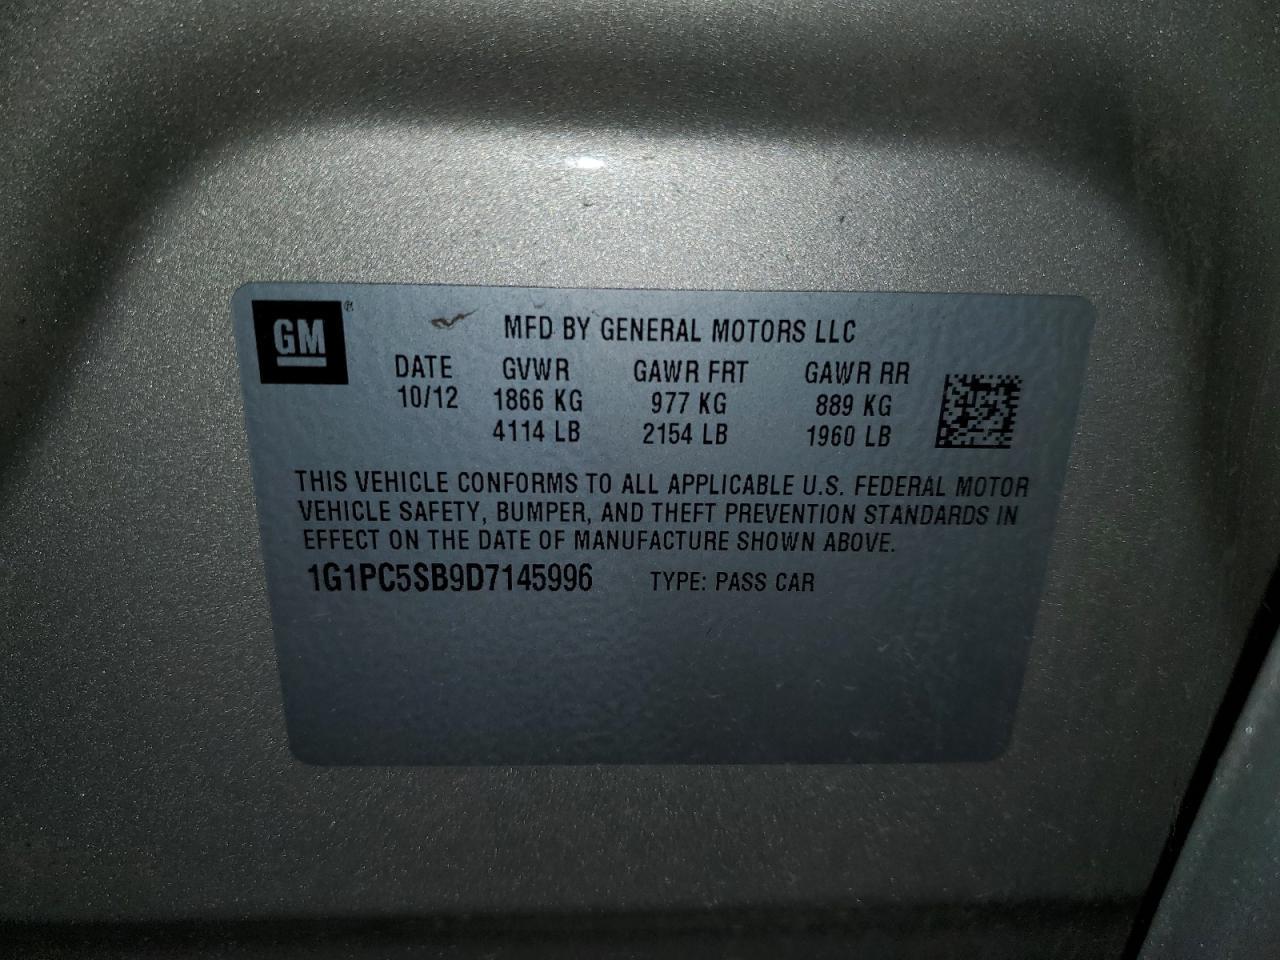 GM®
MFD BY GENERAL MOTORS LLC
DATE GVWR GAWR FRT GAWR RR
10/12 1866 KG 977 KG 889 KG
4114 LB 2154 LB 1960 LB
THIS VEHICLE CONFORMS TO ALL APPLICABLE U.S. FEDERAL MOTOR
VEHICLE SAFETY, BUMPER, AND THEFT PREVENTION STANDARDS IN
EFFECT ON THE DATE OF MANUFACTURE SHOWN ABOVE.
1G1PC5SB9D7145996 TYPE: PASS CAR